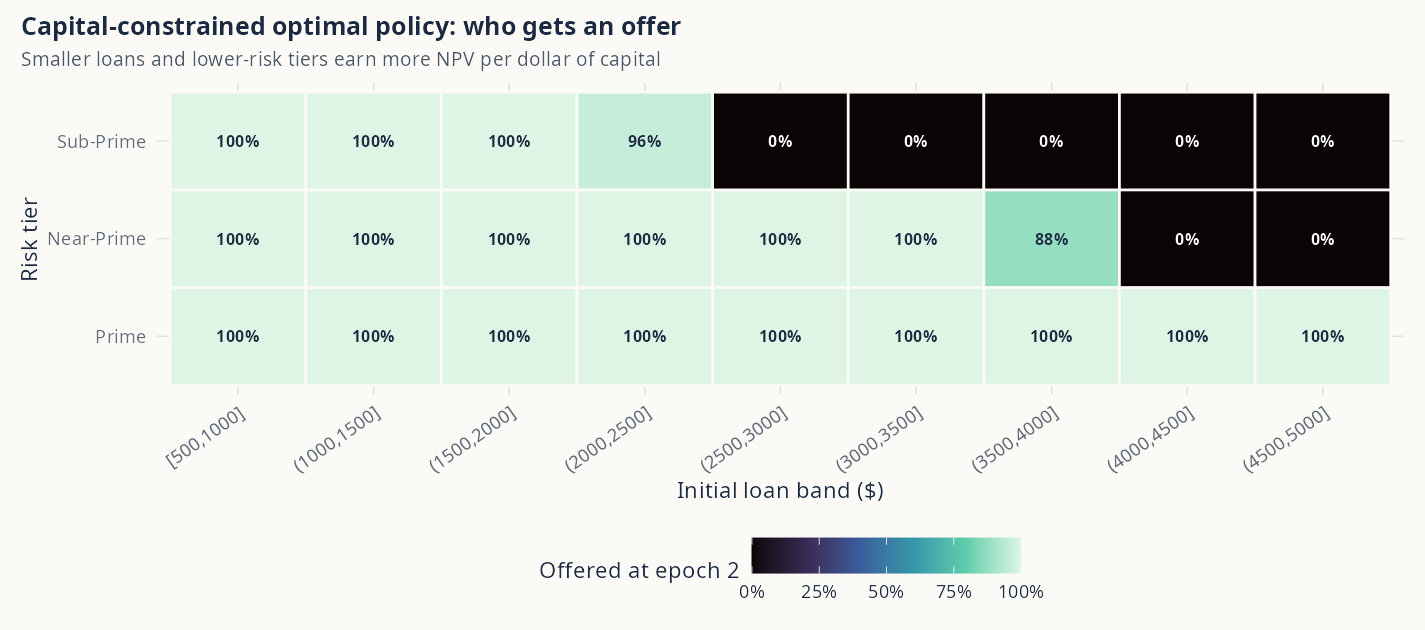 Capital-constrained optimal policy: who gets an offer
Smaller loans and lower-risk tiers earn more NPV per dollar of capital
Risk tier
Sub-Prime 100% 100% 100% 96% 0% 0% 0% 0% 0%
Near-Prime 100% 100% 100% 100% 100% 100% 88% 0% 0%
Prime 100% 100% 100% 100% 100% 100% 100% 100% 100%
[500,1000] (1000,1500] (1500,2000] (2000,2500] (2500,3000] (3000,3500] (3500,4000] (4000,4500] (4500,5000]
Initial loan band ($)
Offered at epoch 2
0% 25% 50% 75% 100%